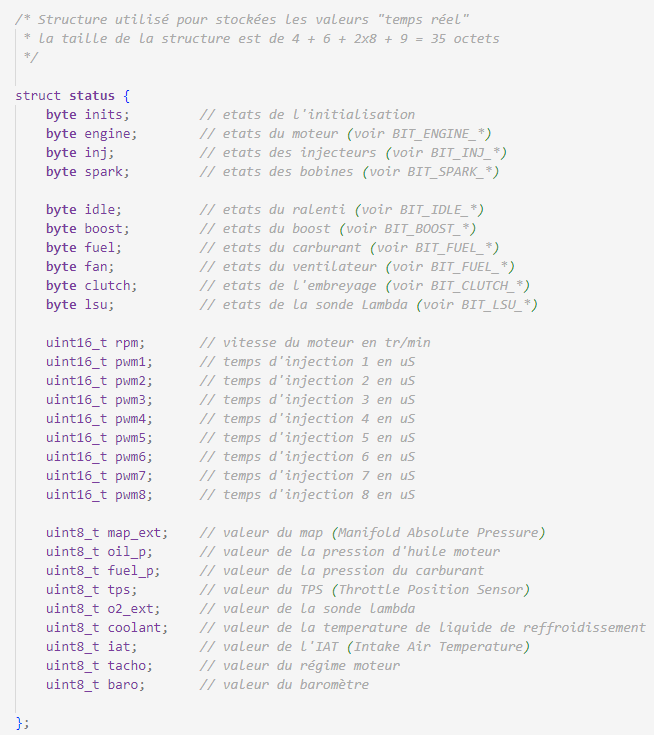 /* Structure utilisé pour stockées les valeurs "temps réel"
* la taille de la structure est de 4 + 6 + 2x8 + 9 = 35 octets
*/
struct status {
byte inits; // etats de l'initialisation
byte engine; // etats du moteur (voir BIT_ENGINE_*)
byte inj; // etats des injecteurs (voir BIT_INJ_*)
byte spark; // etats des bobines (voir BIT_SPARK_*)
byte idle; // etats du ralenti (voir BIT_IDLE_*)
byte boost; // etats du boost (voir BIT_BOOST_*)
byte fuel; // etats du carburant (voir BIT_FUEL_*)
byte fan; // etats du ventilateur (voir BIT_FUEL_*)
byte clutch; // etats de l'embreyage (voir BIT_CLUTCH_*)
byte lsu; // etats de la sonde Lambda (voir BIT_LSU_*)
uint16_t rpm; // vitesse du moteur en tr/min
uint16_t pwm1; // temps d'injection 1 en uS
uint16_t pwm2; // temps d'injection 2 en uS
uint16_t pwm3; // temps d'injection 3 en uS
uint16_t pwm4; // temps d'injection 4 en uS
uint16_t pwm5; // temps d'injection 5 en uS
uint16_t pwm6; // temps d'injection 6 en uS
uint16_t pwm7; // temps d'injection 7 en uS
uint16_t pwm8; // temps d'injection 8 en uS
uint8_t map_ext; // valeur du map (Manifold Absolute Pressure)
uint8_t oil_p; // valeur de la pression d'huile moteur
uint8_t fuel_p; // valeur de la pression du carburant
uint8_t tps; // valeur du TPS (Throttle Position Sensor)
uint8_t o2_ext; // valeur de la sonde lambda
uint8_t coolant; // valeur de la temperature de liquide de reffroidissement
uint8_t iat; // valeur de l'IAT (Intake Air Temperature)
uint8_t tacho; // valeur du régime moteur
uint8_t baro; // valeur du baromètre
};